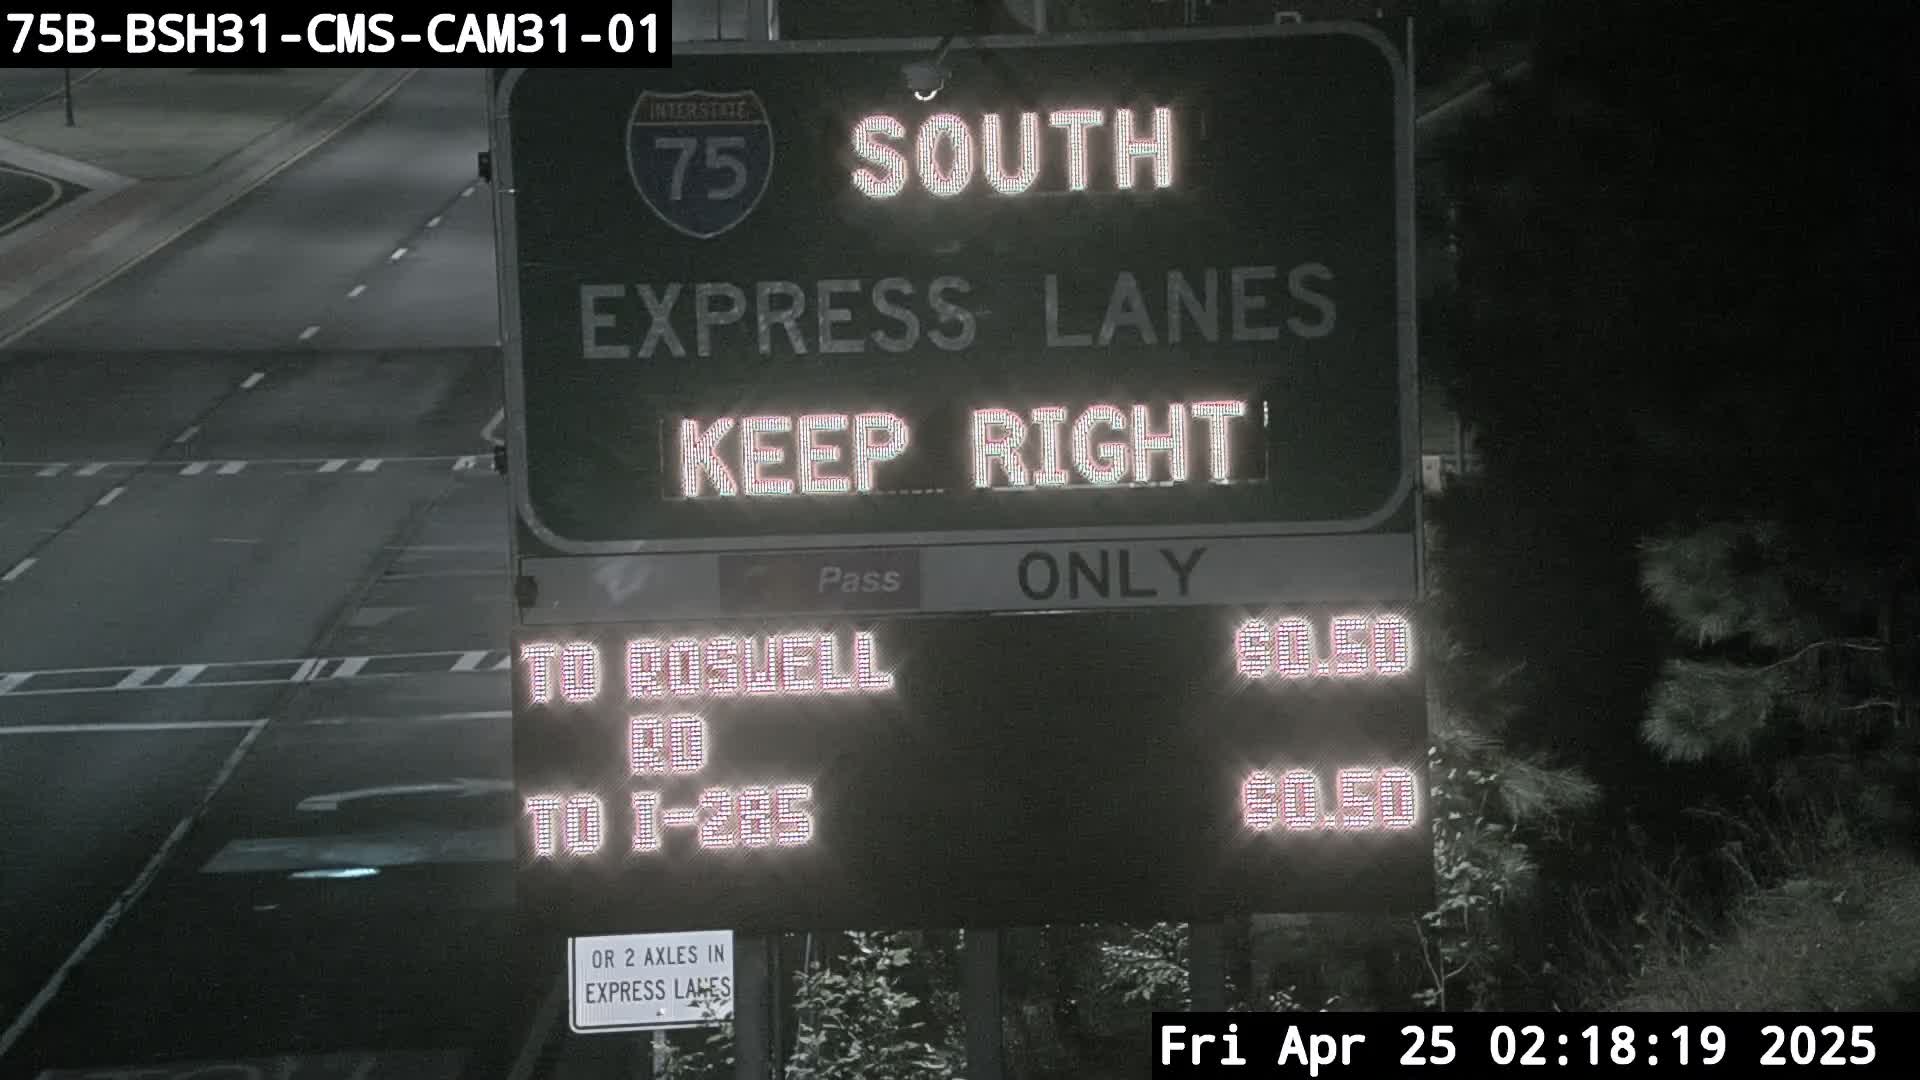 75B-BSH31-CMS-CAM31-01
INTERSTATE
75
SOUTH
EXPRESS LANES
KEEP RIGHT
Pass ONLY
TO ROSWELL $0.50
RD
TO I-285 $0.50
OR 2 AXLES IN
EXPRESS LANES
Fri Apr 25 02:18:19 2025